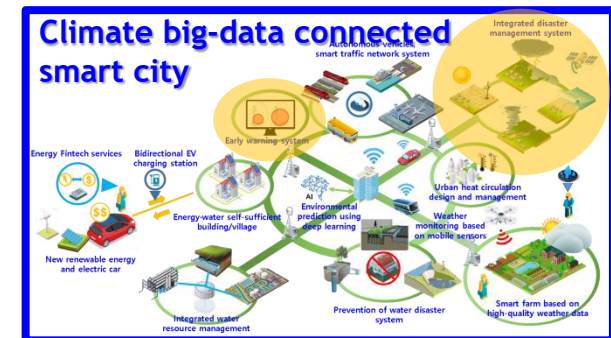 Climate big-data connected
smart city
Autonomous vehicles,
smart traffic network system
Integrated disaster
management system
Early warning system
Energy Fintech services
Bidirectional EV
charging station
Energy-water self-sufficient
building/village
AI
Environmental
prediction using
deep learning
Urban heat circulation
design and management
Weather
monitoring based
on mobile sensors
New renewable energy
and electric car
Integrated water
resource management
Prevention of water disaster
system
Smart farm based on
high-quality weather data